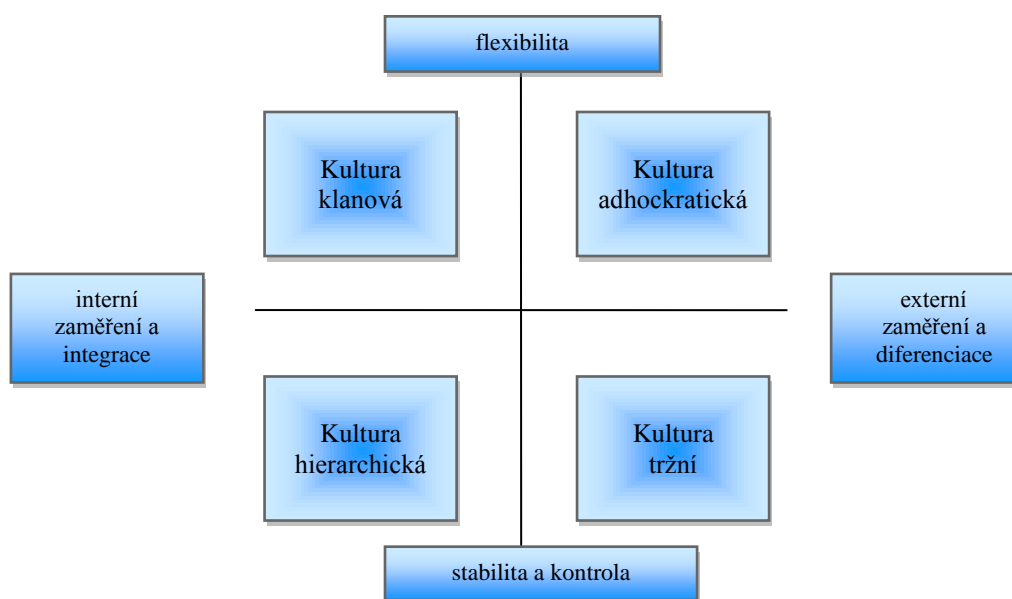 flexibilita
Kultura
klanová
Kultura
adhockratická
interní
zaměření a
integrace
externí
zaměření a
diferenciace
Kultura
hierarchická
Kultura
tržní
stabilita a kontrola